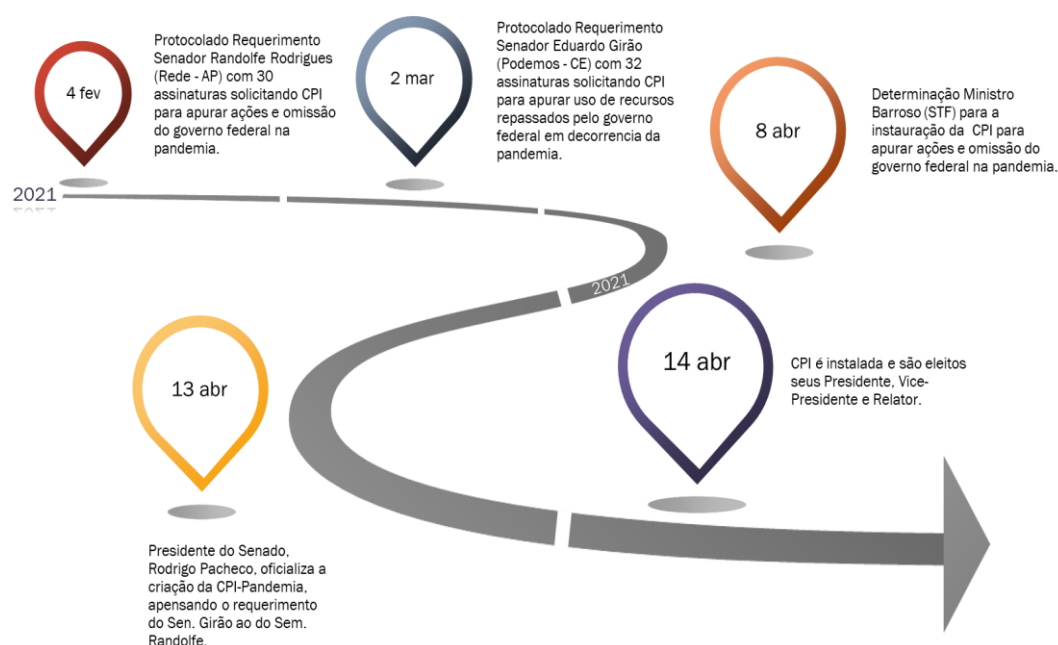 4 fev
Protocolado Requerimento
Senador Randolfe Rodrigues
(Rede - AP) com 30
assinaturas solicitando CPI
para apurar ações e omissão
do governo federal na
pandemia.
2 mar
Protocolado Requerimento
Senador Eduardo Girão
(Podemos - CE) com 32
assinaturas solicitando CPI
para apurar uso de recursos
repassados pelo governo
federal em decorrencia da
pandemia.
8 abr
Determinação Ministro
Barroso (STF) para a
instauração da CPI para
apurar ações e omissão do
governo federal na pandemia.
2021
2021
13 abr
Presidente do Senado,
Rodrigo Pacheco, oficializa a
criação da CPI-Pandemia,
apensando o requerimento
do Sen. Girão ao do Sem.
Randolfe.
14 abr
CPI é instalada e são eleitos
seus Presidente, Vice-
Presidente e Relator.